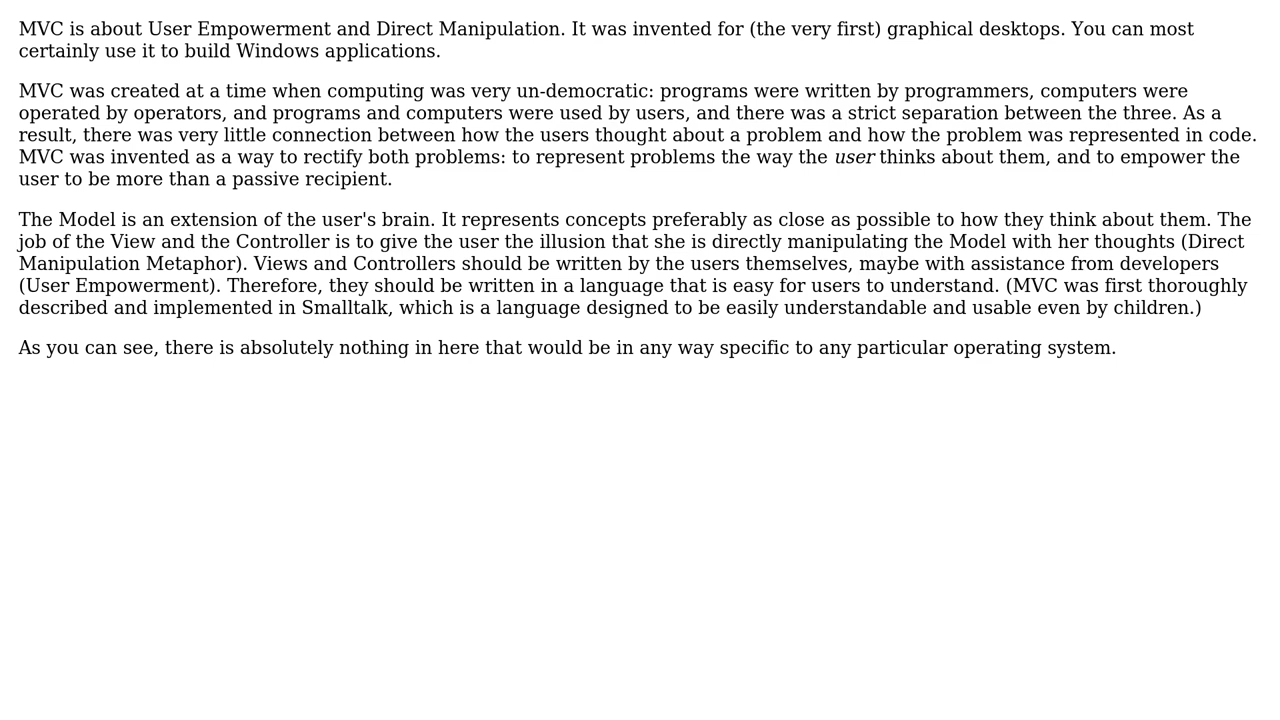 MVC is about User Empowerment and Direct Manipulation. It was invented for (the very first) graphical desktops. You can most
certainly use it to build Windows applications.
MVC was created at a time when computing was very un-democratic: programs were written by programmers, computers were
operated by operators, and programs and computers were used by users, and there was a strict separation between the three. As a
result, there was very little connection between how the users thought about a problem and how the problem was represented in code.
MVC was invented as a way to rectify both problems: to represent problems the way the user thinks about them, and to empower the
user to be more than a passive recipient.
The Model is an extension of the user's brain. It represents concepts preferably as close as possible to how they think about them. The
job of the View and the Controller is to give the user the illusion that she is directly manipulating the Model with her thoughts (Direct
Manipulation Metaphor). Views and Controllers should be written by the users themselves, maybe with assistance from developers
(User Empowerment). Therefore, they should be written in a language that is easy for users to understand. (MVC was first thoroughly
described and implemented in Smalltalk, which is a language designed to be easily understandable and usable even by children.)
As you can see, there is absolutely nothing in here that would be in any way specific to any particular operating system.